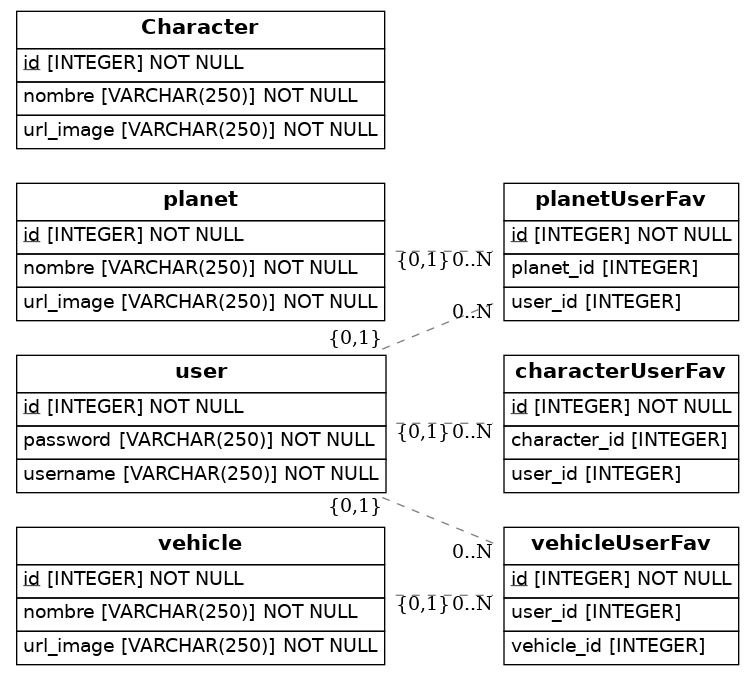 Character
id [INTEGER] NOT NULL
nombre [VARCHAR(250)] NOT NULL
url_image [VARCHAR(250)] NOT NULL
planet
id [INTEGER] NOT NULL
nombre [VARCHAR(250)] NOT NULL
url_image [VARCHAR(250)] NOT NULL
{0,1} 0..N
planetUserFav
id [INTEGER] NOT NULL
planet_id [INTEGER]
user_id [INTEGER]
0..N
{0,1}
user
id [INTEGER] NOT NULL
password [VARCHAR(250)] NOT NULL
username [VARCHAR(250)] NOT NULL
{0,1} 0..N
characterUserFav
id [INTEGER] NOT NULL
character_id [INTEGER]
user_id [INTEGER]
{0,1}
0..N
vehicle
id [INTEGER] NOT NULL
nombre [VARCHAR(250)] NOT NULL
url_image [VARCHAR(250)] NOT NULL
{0,1} 0..N
vehicleUserFav
id [INTEGER] NOT NULL
user_id [INTEGER]
vehicle_id [INTEGER]